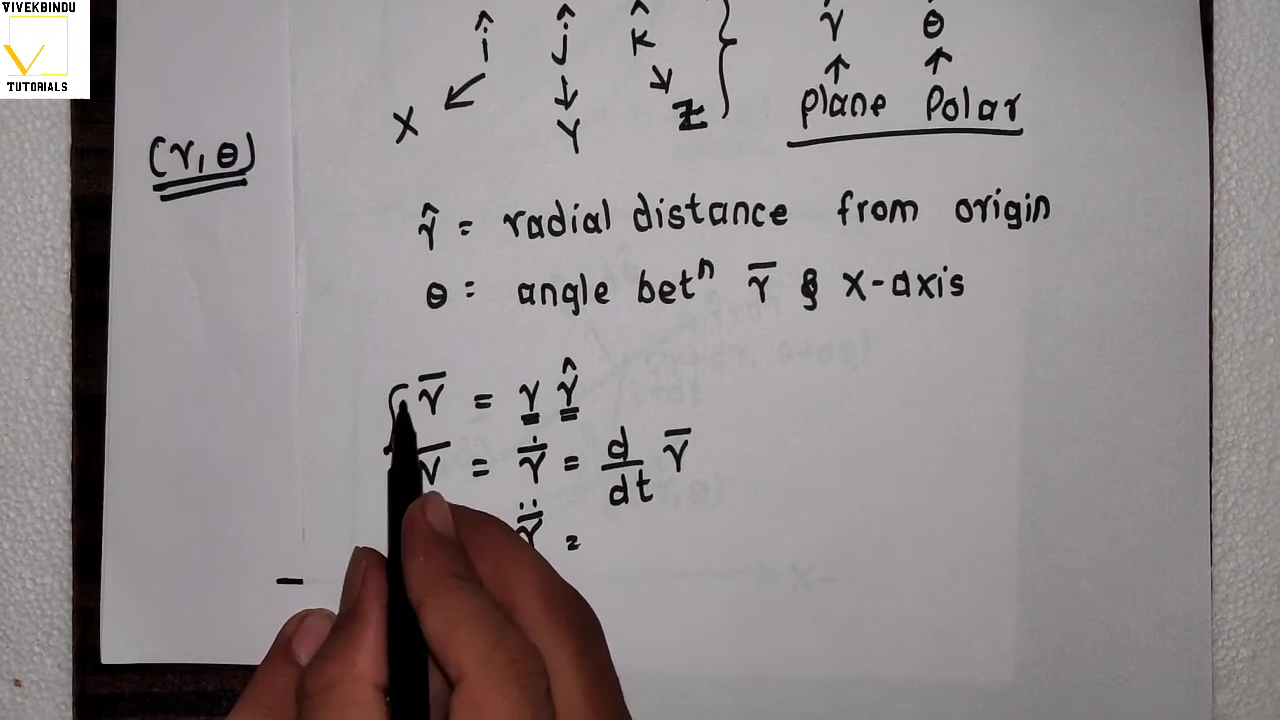 VIVEKBINDU
TUTORIALS
î ĵ k̂ } r̂ θ̂
X Y Z plane Polar
(r, θ)
r̂ = radial distance from origin
θ = angle betⁿ r̄ & X-axis
r̄ = r r̂
v̄ = r̄̇ = d/dt r̄
r̄̈ =